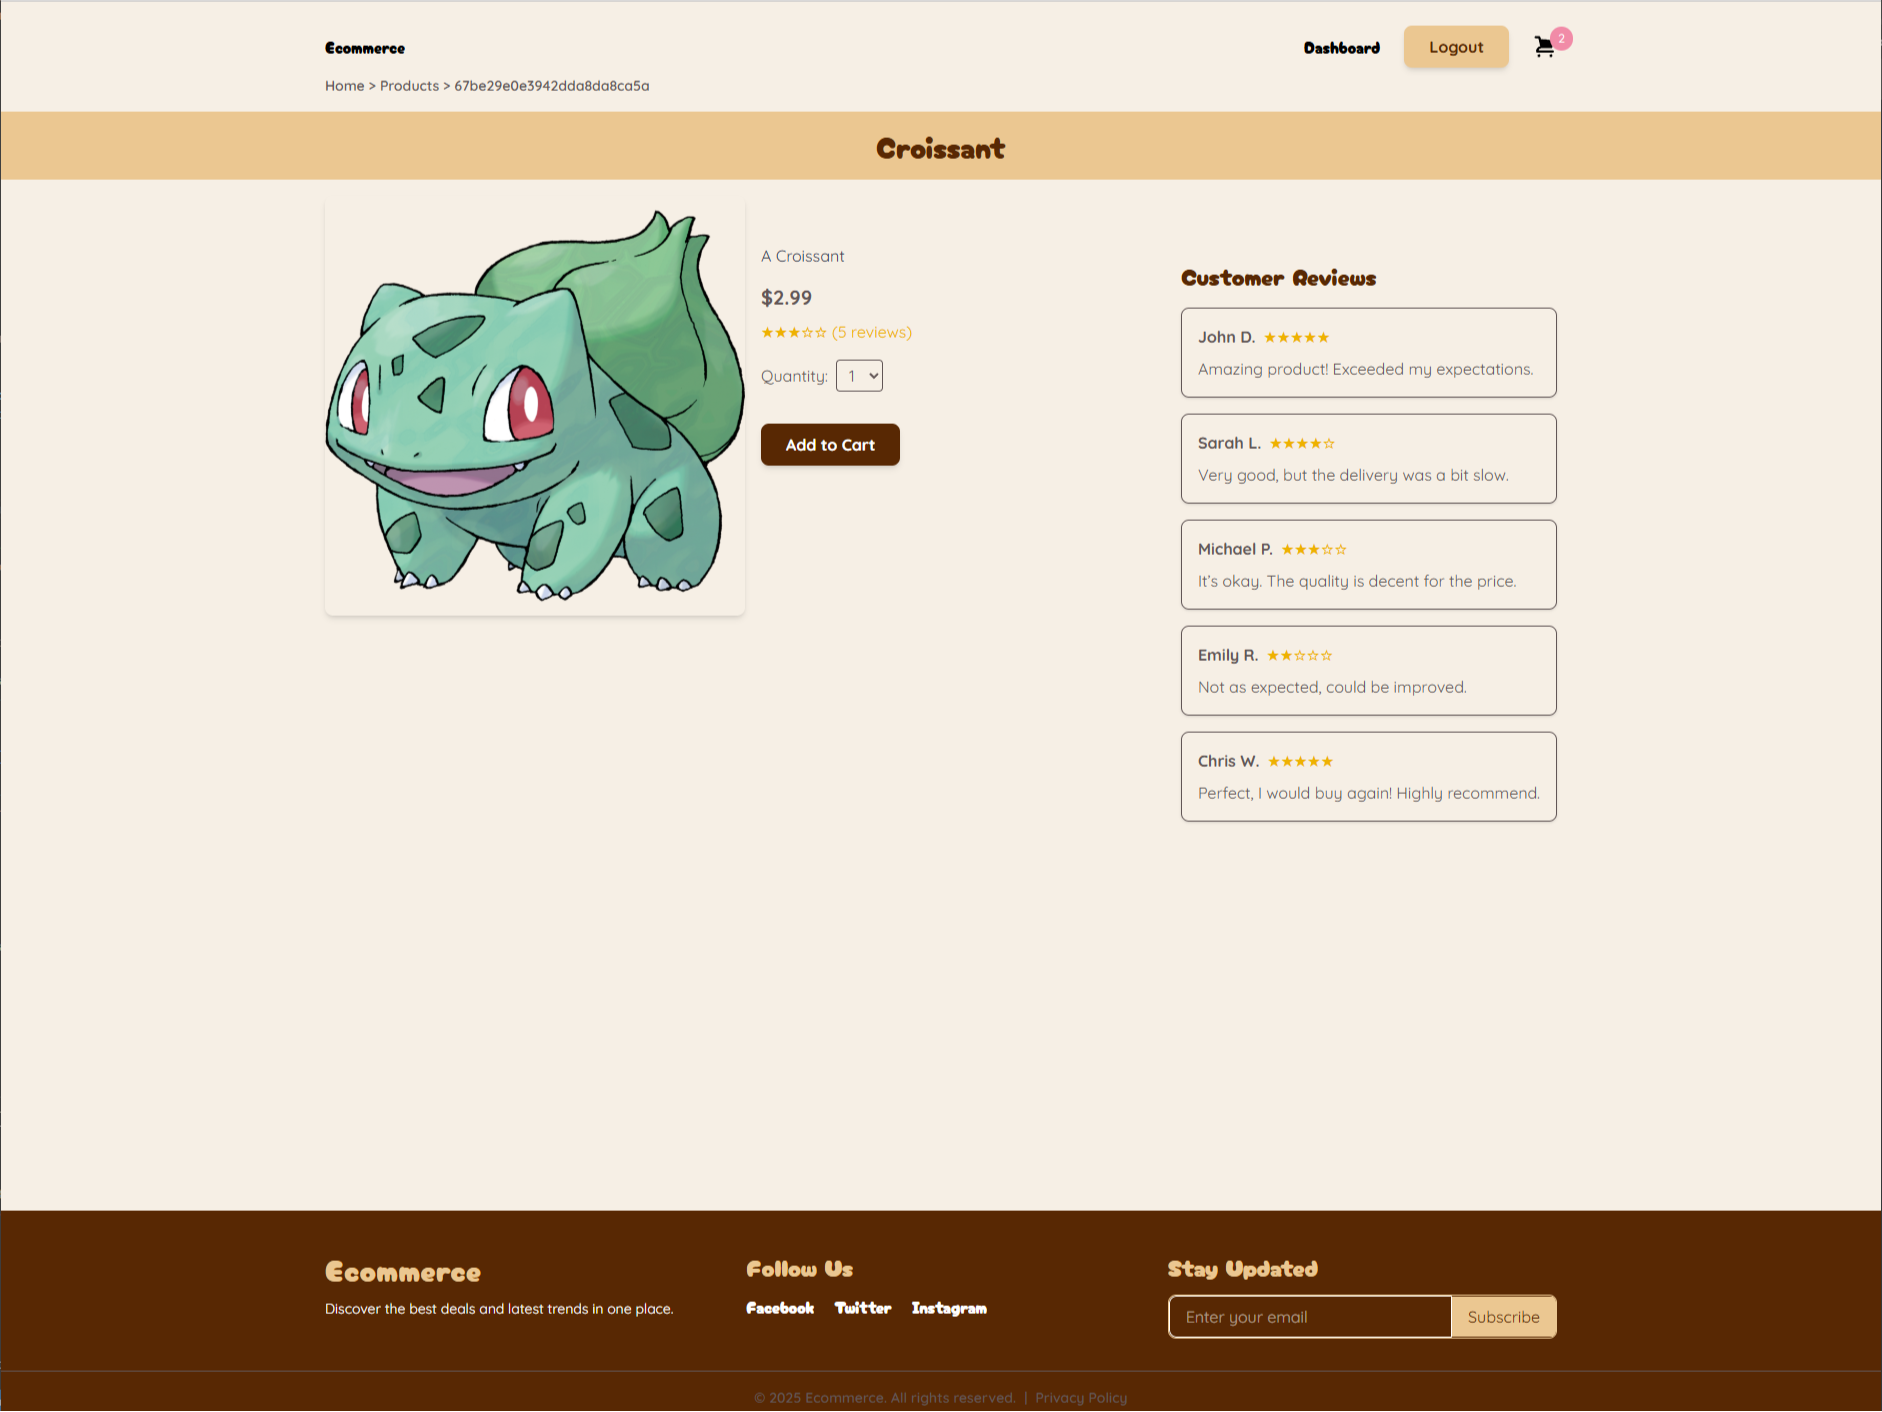 Ecommerce
Dashboard
Logout
2
Home > Products > 67be29e0e3942dda8da8ca5a
Croissant
A Croissant
$2.99
★★★☆☆ (5 reviews)
Quantity: 1
Add to Cart
Customer Reviews
John D. ★★★★★
Amazing product! Exceeded my expectations.
Sarah L. ★★★★☆
Very good, but the delivery was a bit slow.
Michael P. ★★★☆☆
It's okay. The quality is decent for the price.
Emily R. ★★☆☆☆
Not as expected, could be improved.
Chris W. ★★★★★
Perfect, I would buy again! Highly recommend.
Ecommerce
Discover the best deals and latest trends in one place.
Follow Us
Facebook Twitter Instagram
Stay Updated
Enter your email
Subscribe
© 2025 Ecommerce. All rights reserved. | Privacy Policy